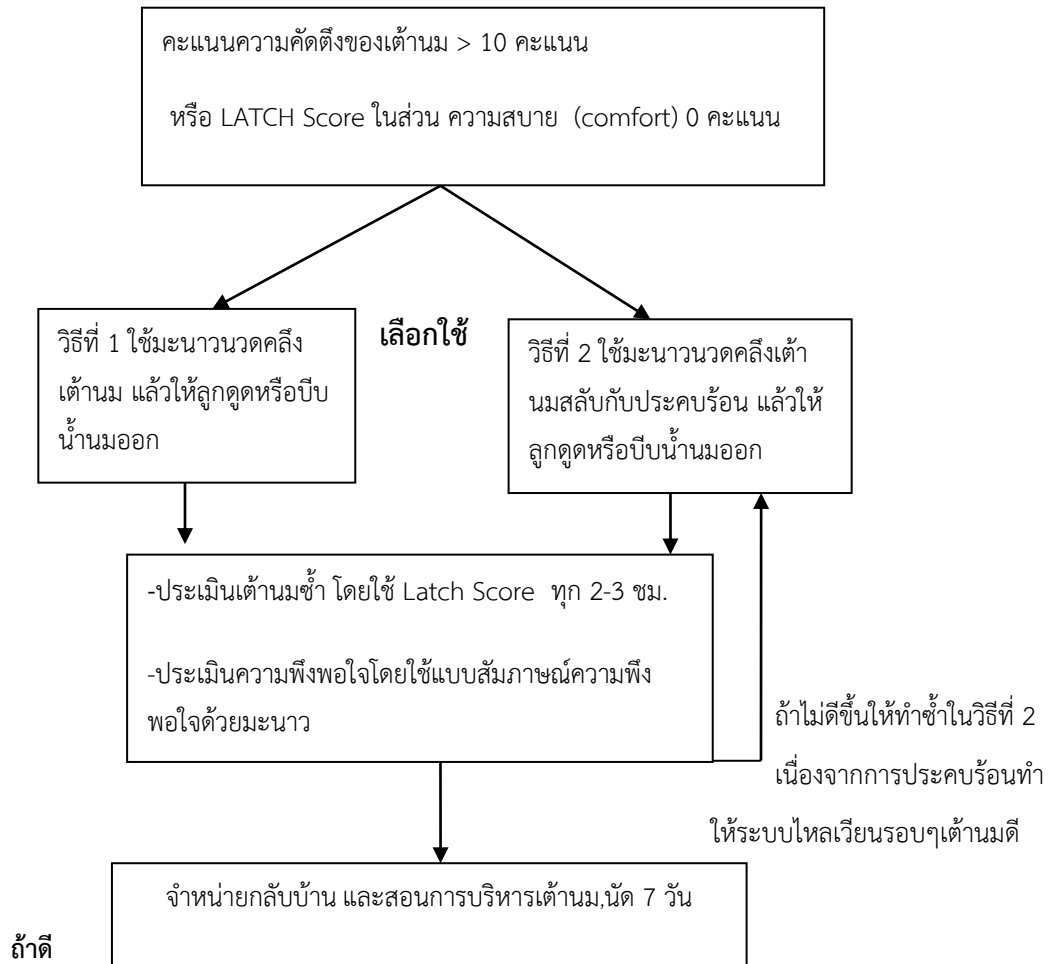 คะแนนความคัดตึงของเต้านม > 10 คะแนน
หรือ LATCH Score ในส่วน ความสบาย (comfort) 0 คะแนน
วิธีที่ 1 ใช้มะนาวนวดคลึง
เต้านม แล้วให้ลูกดูดหรือบีบ
น้ำนมออก
เลือกใช้
วิธีที่ 2 ใช้มะนาวนวดคลึงเต้า
นมสลับกับประคบร้อน แล้วให้
ลูกดูดหรือบีบน้ำนมออก
-ประเมินเต้านมซ้ำ โดยใช้ Latch Score ทุก 2-3 ชม.
-ประเมินความพึงพอใจโดยใช้แบบสัมภาษณ์ความพึง
พอใจด้วยมะนาว
ถ้าไม่ดีขึ้นให้ทำซ้ำในวิธีที่ 2
เนื่องจากการประคบร้อนทำ
ให้ระบบไหลเวียนรอบๆเต้านมดี
จำหน่ายกลับบ้าน และสอนการบริหารเต้านม,นัด 7 วัน
ถ้าดี